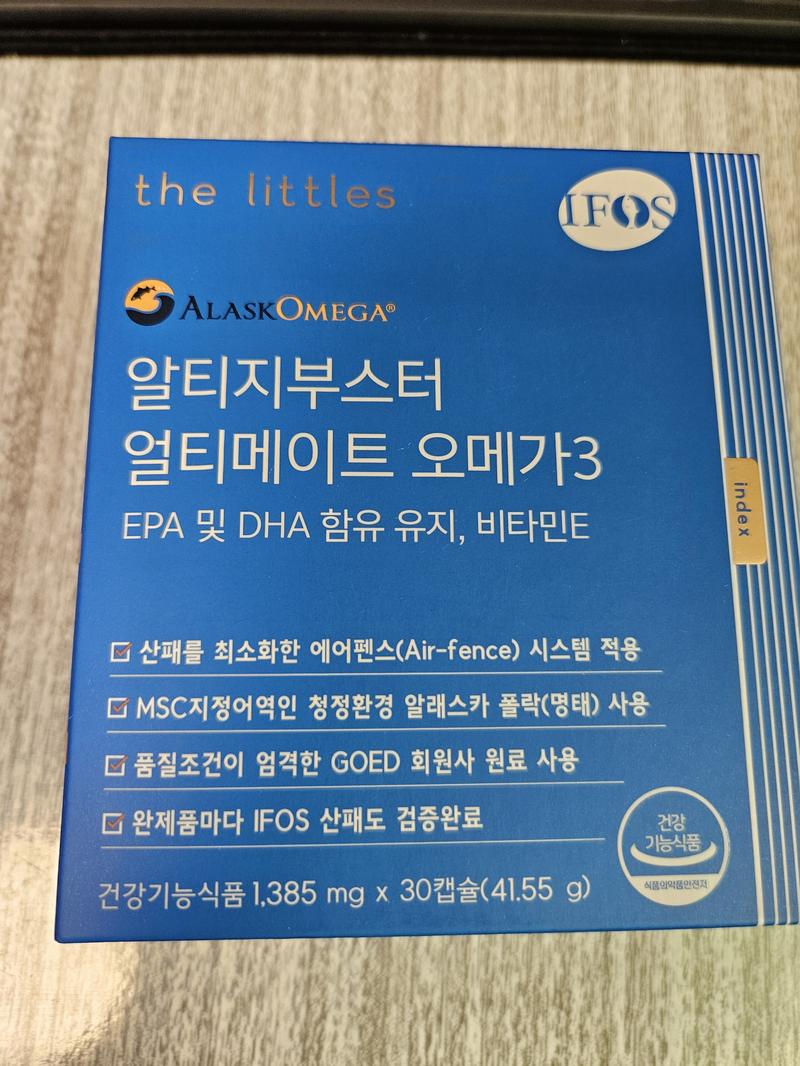 the littles
IFOS
ALASKOMEGA®
알티지부스터
얼티메이트 오메가3
EPA 및 DHA 함유 유지, 비타민E
index
산패를 최소화한 에어펜스(Air-fence) 시스템 적용
MSC지정어역인 청정환경 알래스카 폴락(명태) 사용
품질조건이 엄격한 GOED 회원사 원료 사용
완제품마다 IFOS 산패도 검증완료
건강
기능식품
식품의약품안전처
건강기능식품 1,385 mg x 30캡슐(41.55 g)